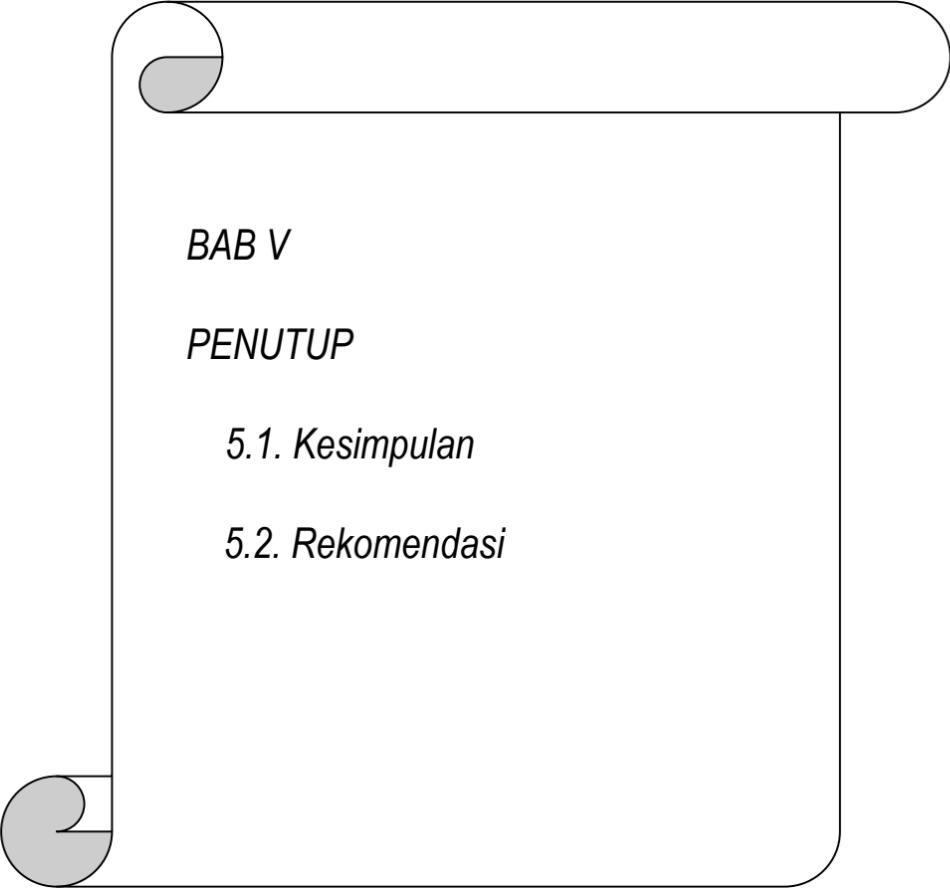 BAB V
PENUTUP
5.1. Kesimpulan
5.2. Rekomendasi